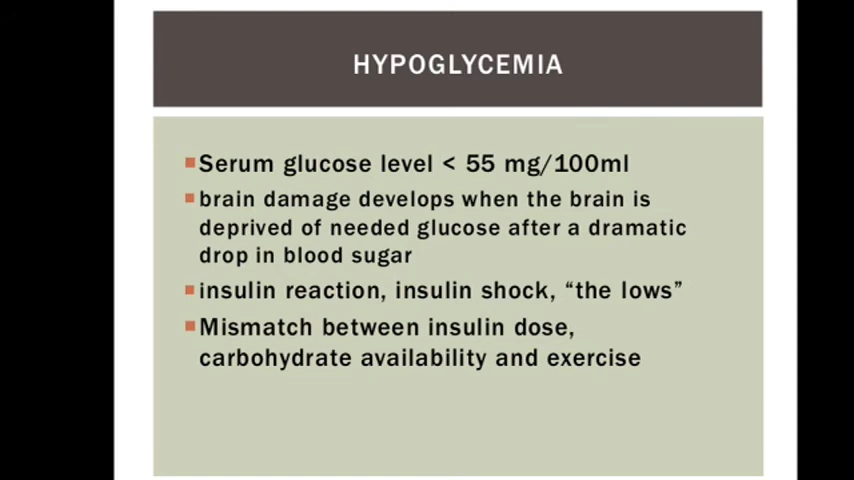 HYPOGLYCEMIA
Serum glucose level < 55 mg/100ml
brain damage develops when the brain is
deprived of needed glucose after a dramatic
drop in blood sugar
insulin reaction, insulin shock, “the lows”
Mismatch between insulin dose,
carbohydrate availability and exercise